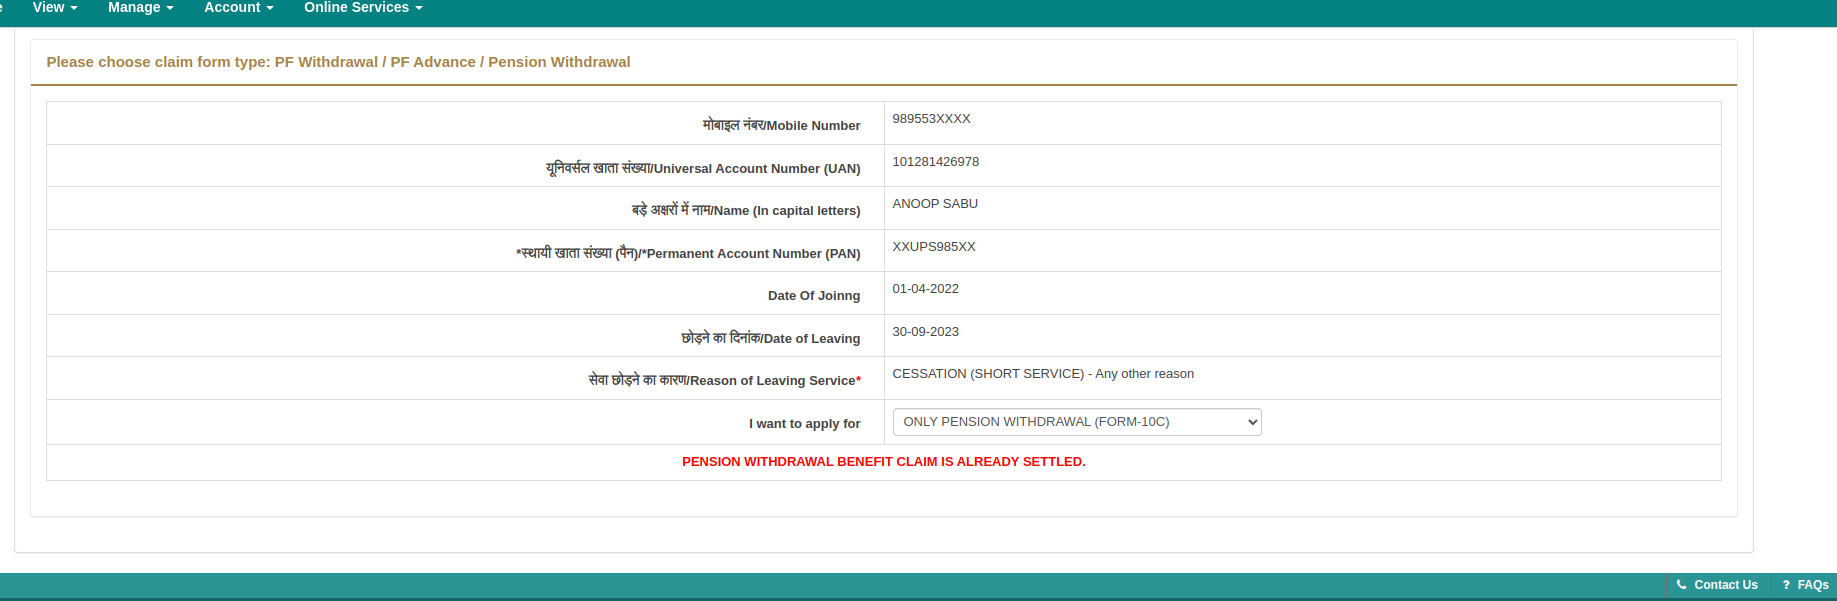 View Manage Account Online Services
Please choose claim form type: PF Withdrawal / PF Advance / Pension Withdrawal
मोबाइल नंबर/Mobile Number 989553XXXX
यूनिवर्सल खाता संख्या/Universal Account Number (UAN) 101281426978
बड़े अक्षरों में नाम/Name (In capital letters) ANOOP SABU
*स्थायी खाता संख्या (पैन)/*Permanent Account Number (PAN) XXUPS985XX
Date Of Joinng 01-04-2022
छोड़ने का दिनांक/Date of Leaving 30-09-2023
सेवा छोड़ने का कारण/Reason of Leaving Service* CESSATION (SHORT SERVICE) - Any other reason
I want to apply for ONLY PENSION WITHDRAWAL (FORM-10C)
PENSION WITHDRAWAL BENEFIT CLAIM IS ALREADY SETTLED.
Contact Us ? FAQs